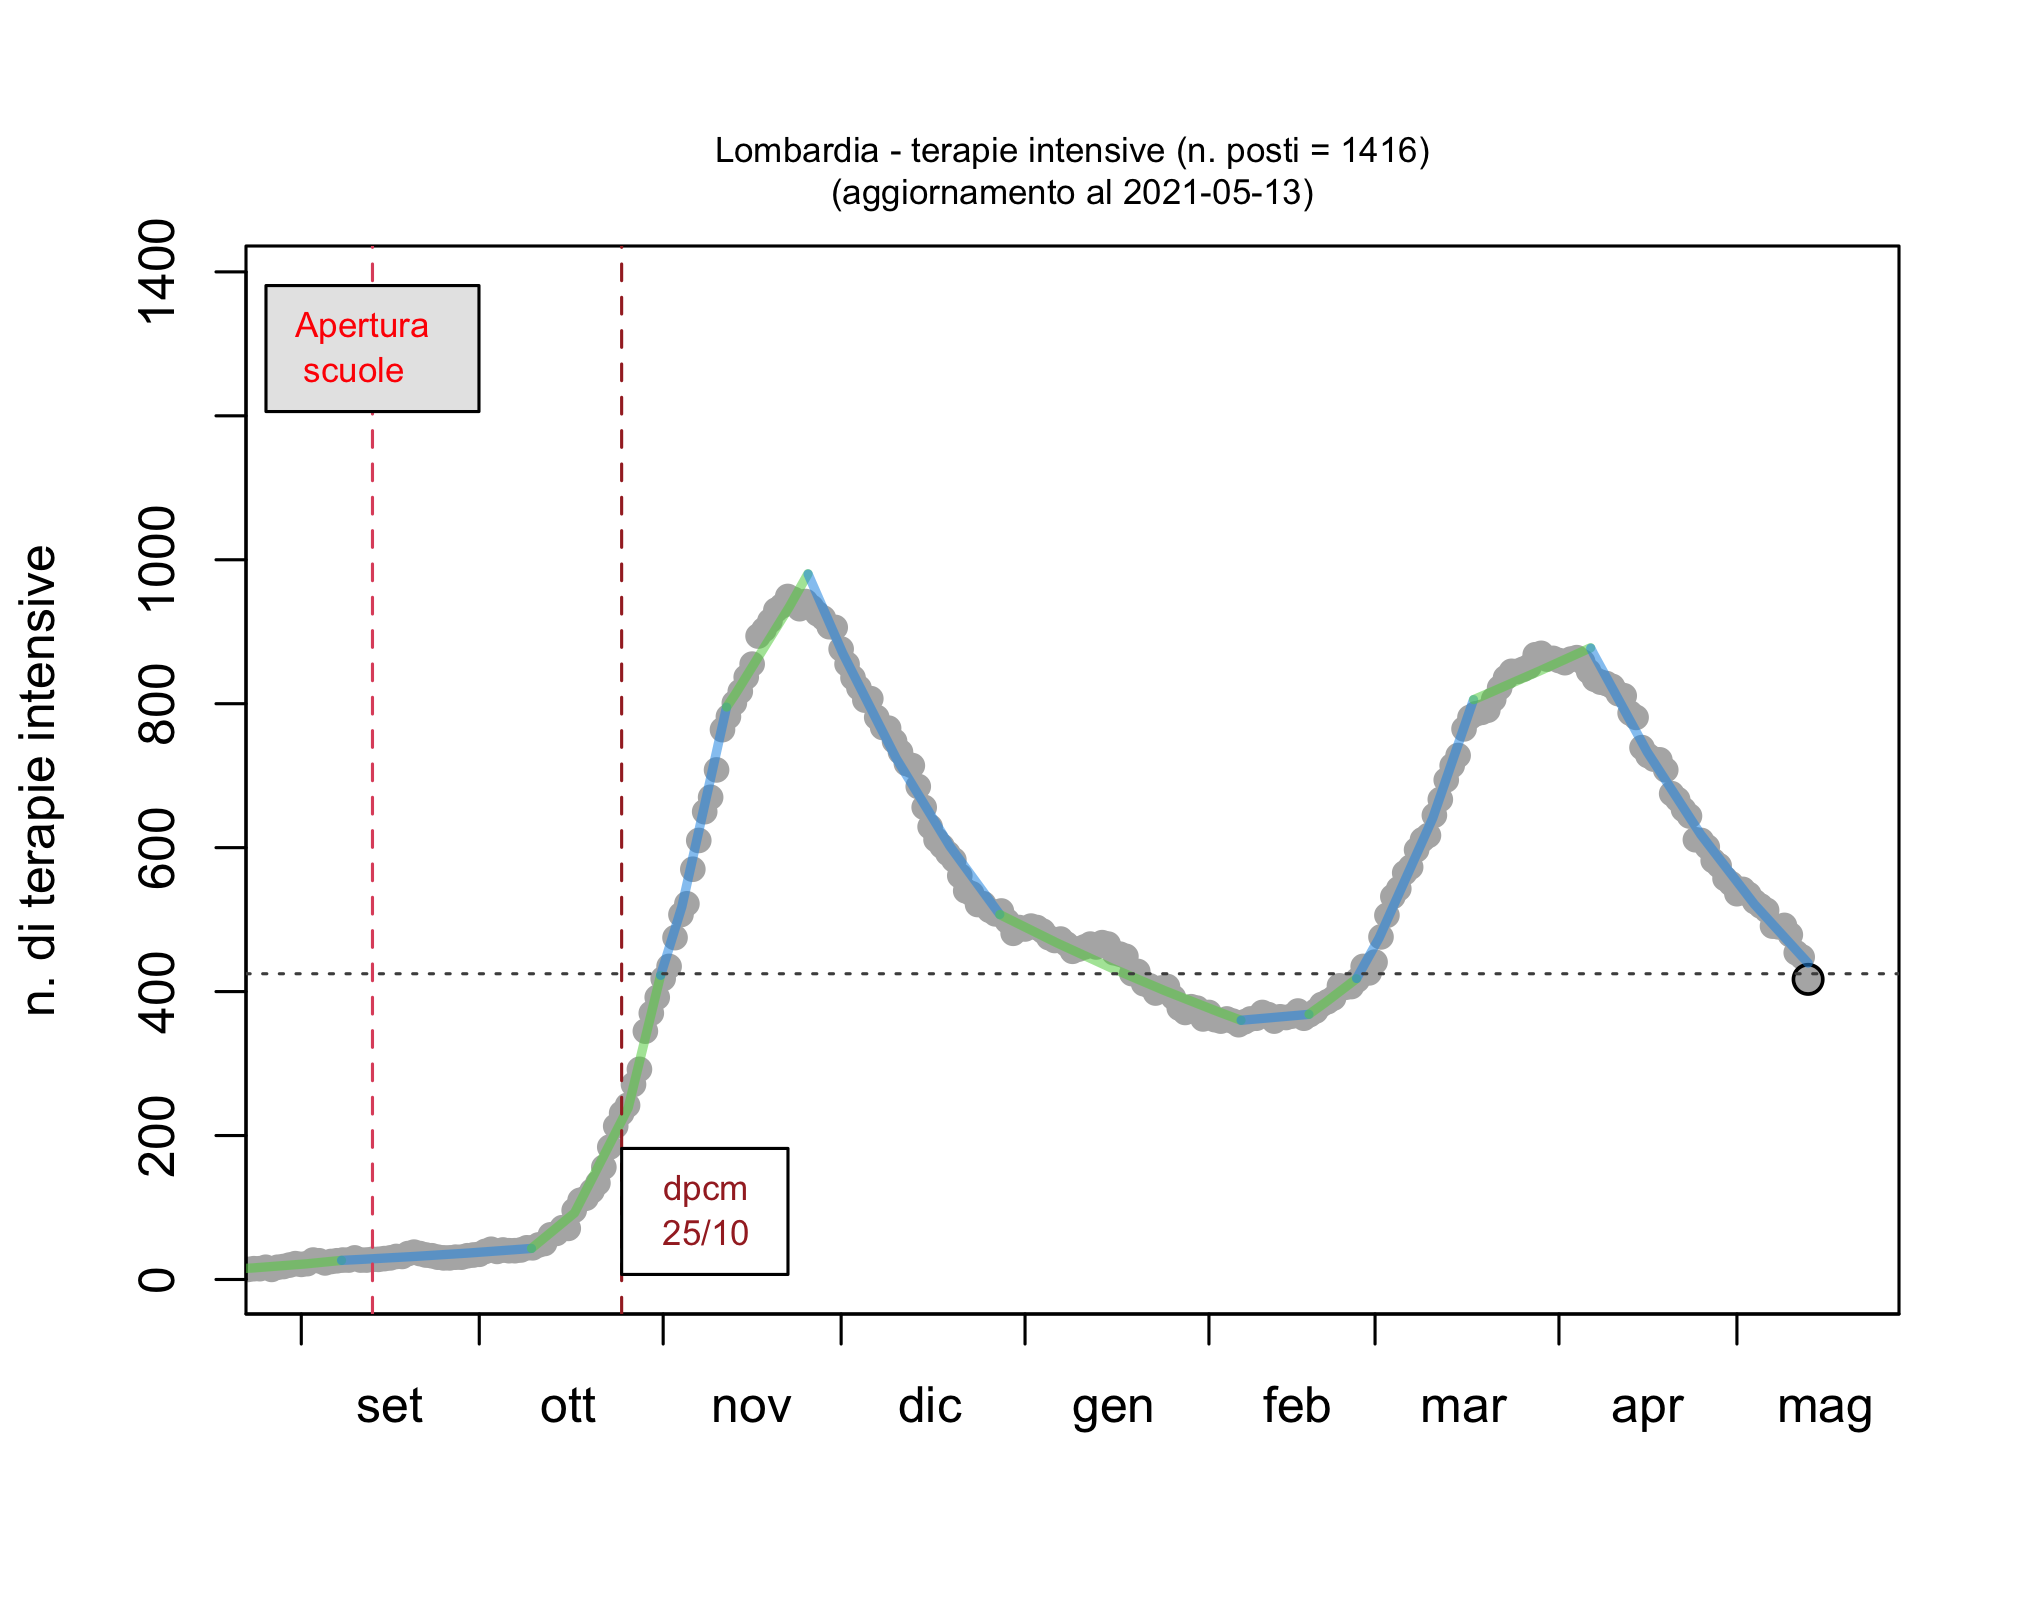 Lombardia - terapie intensive (n. posti = 1416)
(aggiornamento al 2021-05-13)
n. di terapie intensive
1400
1000
800
600
400
200
0
Apertura
scuole
dpcm
25/10
set ott nov dic gen feb mar apr mag